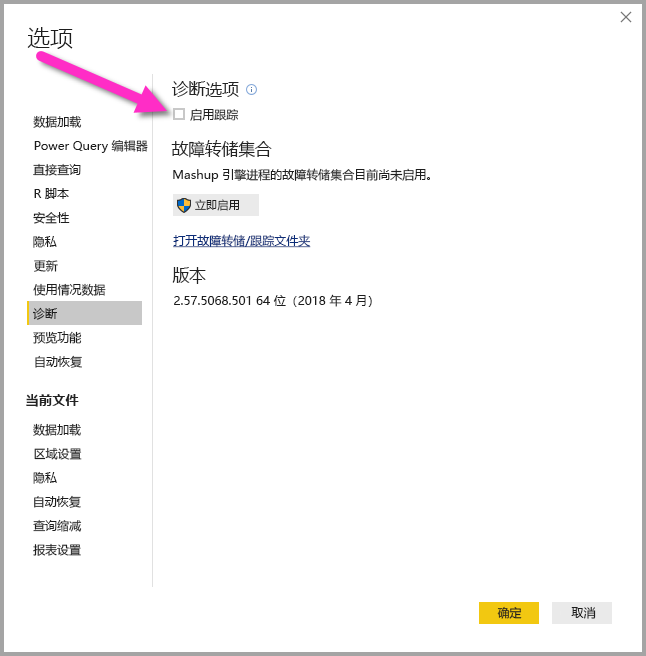 选项
数据加载
Power Query 编辑器
直接查询
R 脚本
安全性
隐私
更新
使用情况数据
诊断
预览功能
自动恢复
当前文件
数据加载
区域设置
隐私
自动恢复
查询缩减
报表设置
诊断选项
启用跟踪
故障转储集合
Mashup 引擎进程的故障转储集合目前尚未启用。
立即启用
打开故障转储/跟踪文件夹
版本
2.57.5068.501 64 位（2018 年 4 月）
确定
取消